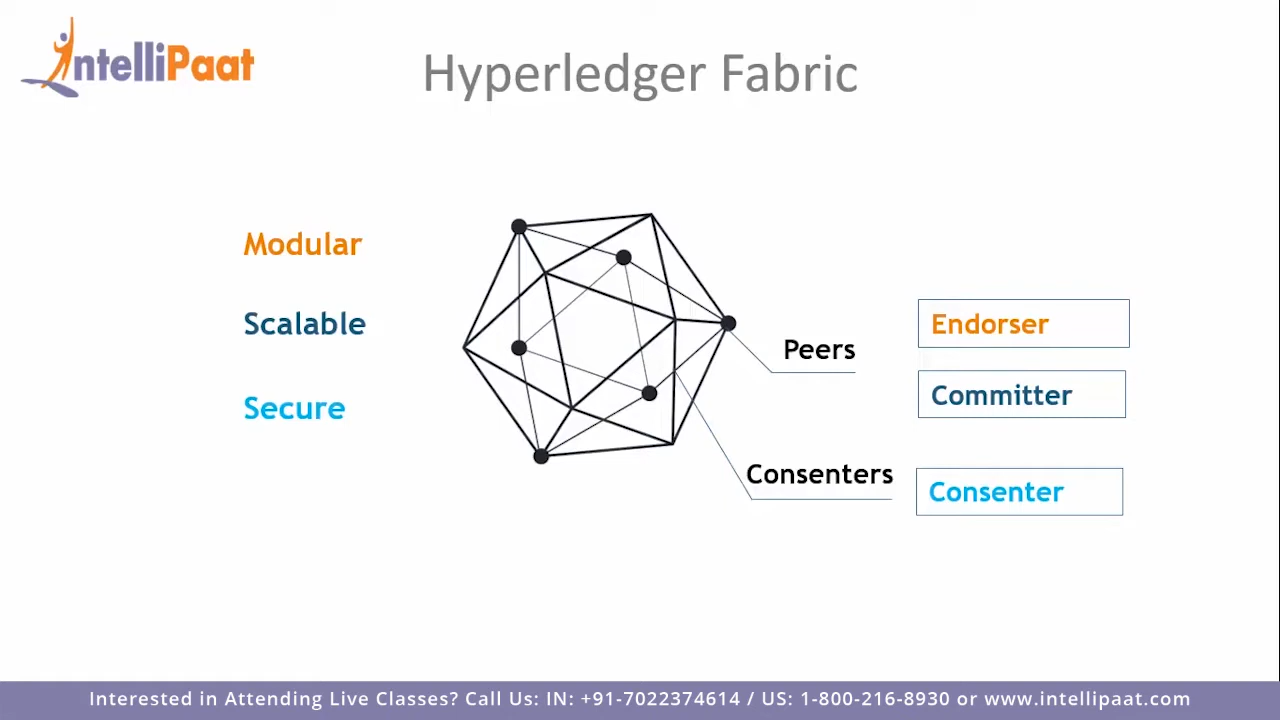 IntelliPaat
Hyperledger Fabric
Modular
Scalable
Secure
Peers
Consenters
Endorser
Committer
Consenter
Interested in Attending Live Classes? Call Us: IN: +91-7022374614 / US: 1-800-216-8930 or www.intellipaat.com